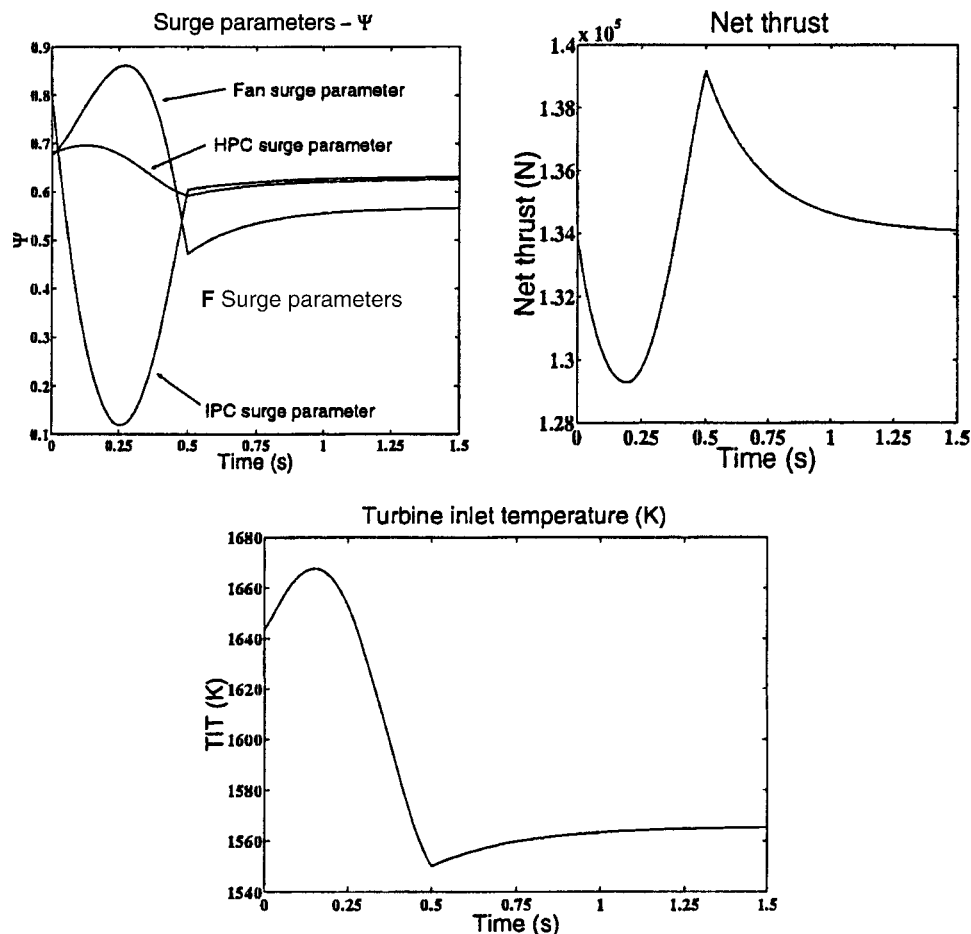 Surge parameters – Ψ
0.9
0.8
0.7
0.6
0.5
0.4
0.3
0.2
0.1
Ψ
Fan surge parameter
HPC surge parameter
F Surge parameters
IPC surge parameter
0 0.25 0.5 0.75 1 1.25 1.5
Time (s)
Net thrust
1.4 x 10⁵
1.38
1.36
1.34
1.32
1.3
1.28
Net thrust (N)
0 0.25 0.5 0.75 1 1.25 1.5
Time (s)
Turbine inlet temperature (K)
1680
1660
1640
1620
1600
1580
1560
1540
TIT (K)
0 0.25 0.5 0.75 1 1.25 1.5
Time (s)